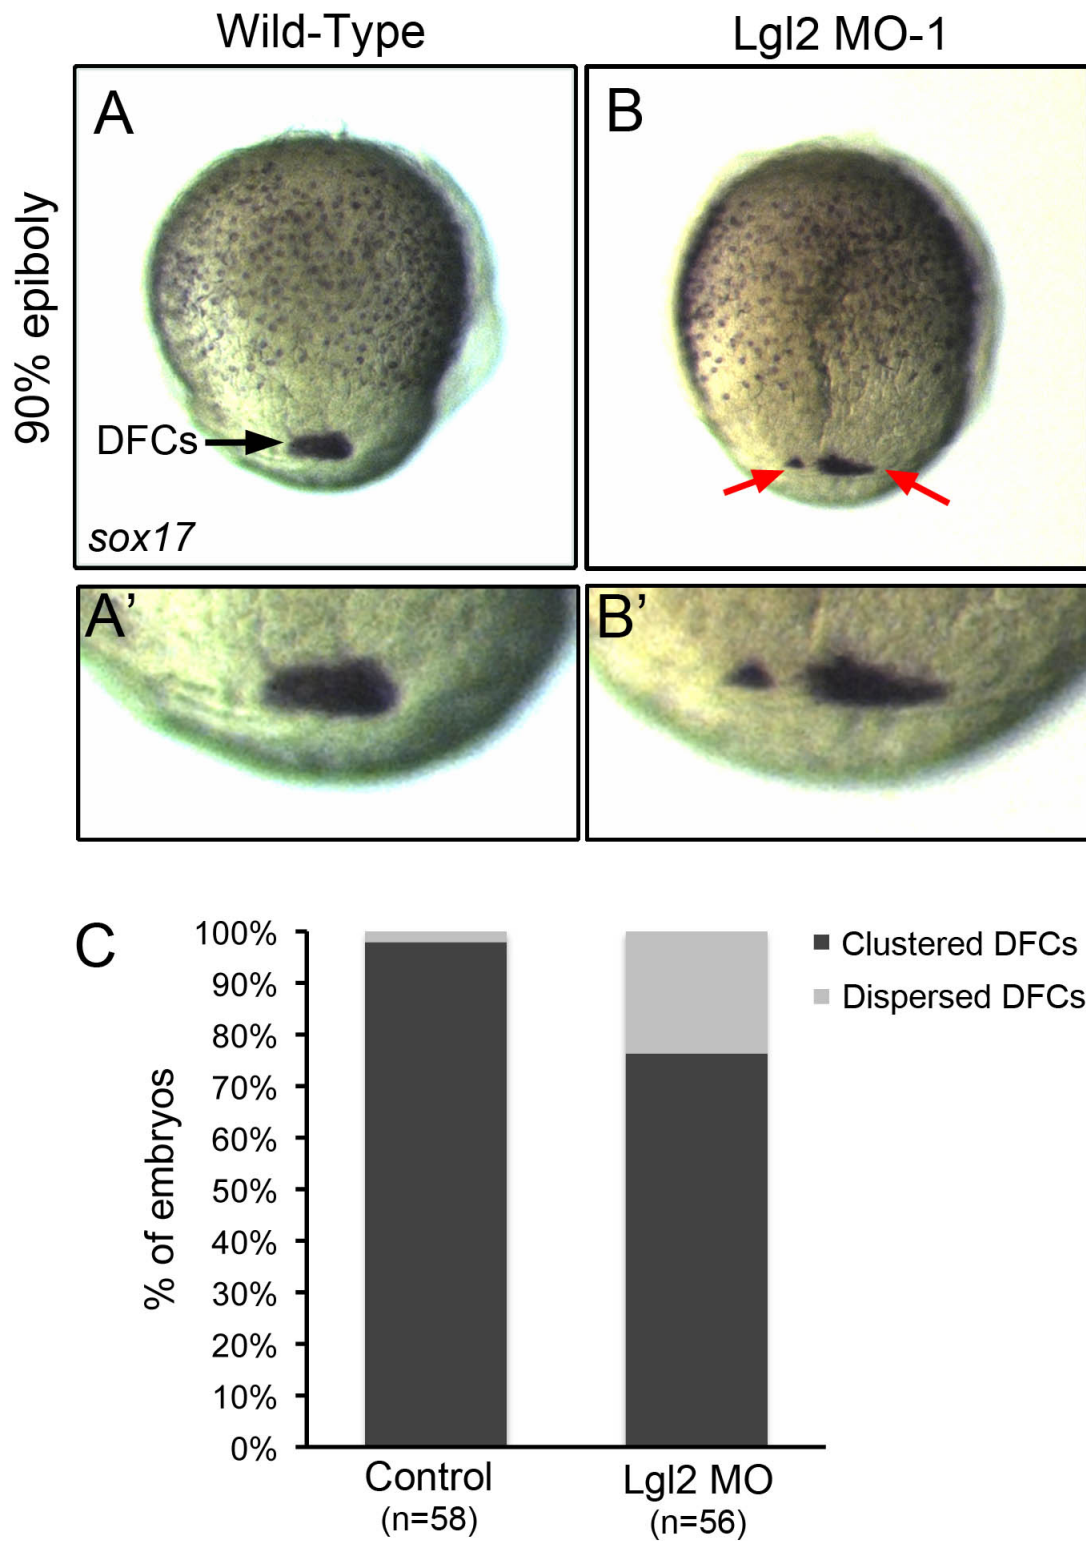 Wild-Type
Lgl2 MO-1
A
B
90% epiboly
DFCs
sox17
A’
B’
C
100%
90%
80%
70%
60%
50%
40%
30%
20%
10%
0%
% of embryos
Clustered DFCs
Dispersed DFCs
Control
(n=58)
Lgl2 MO
(n=56)